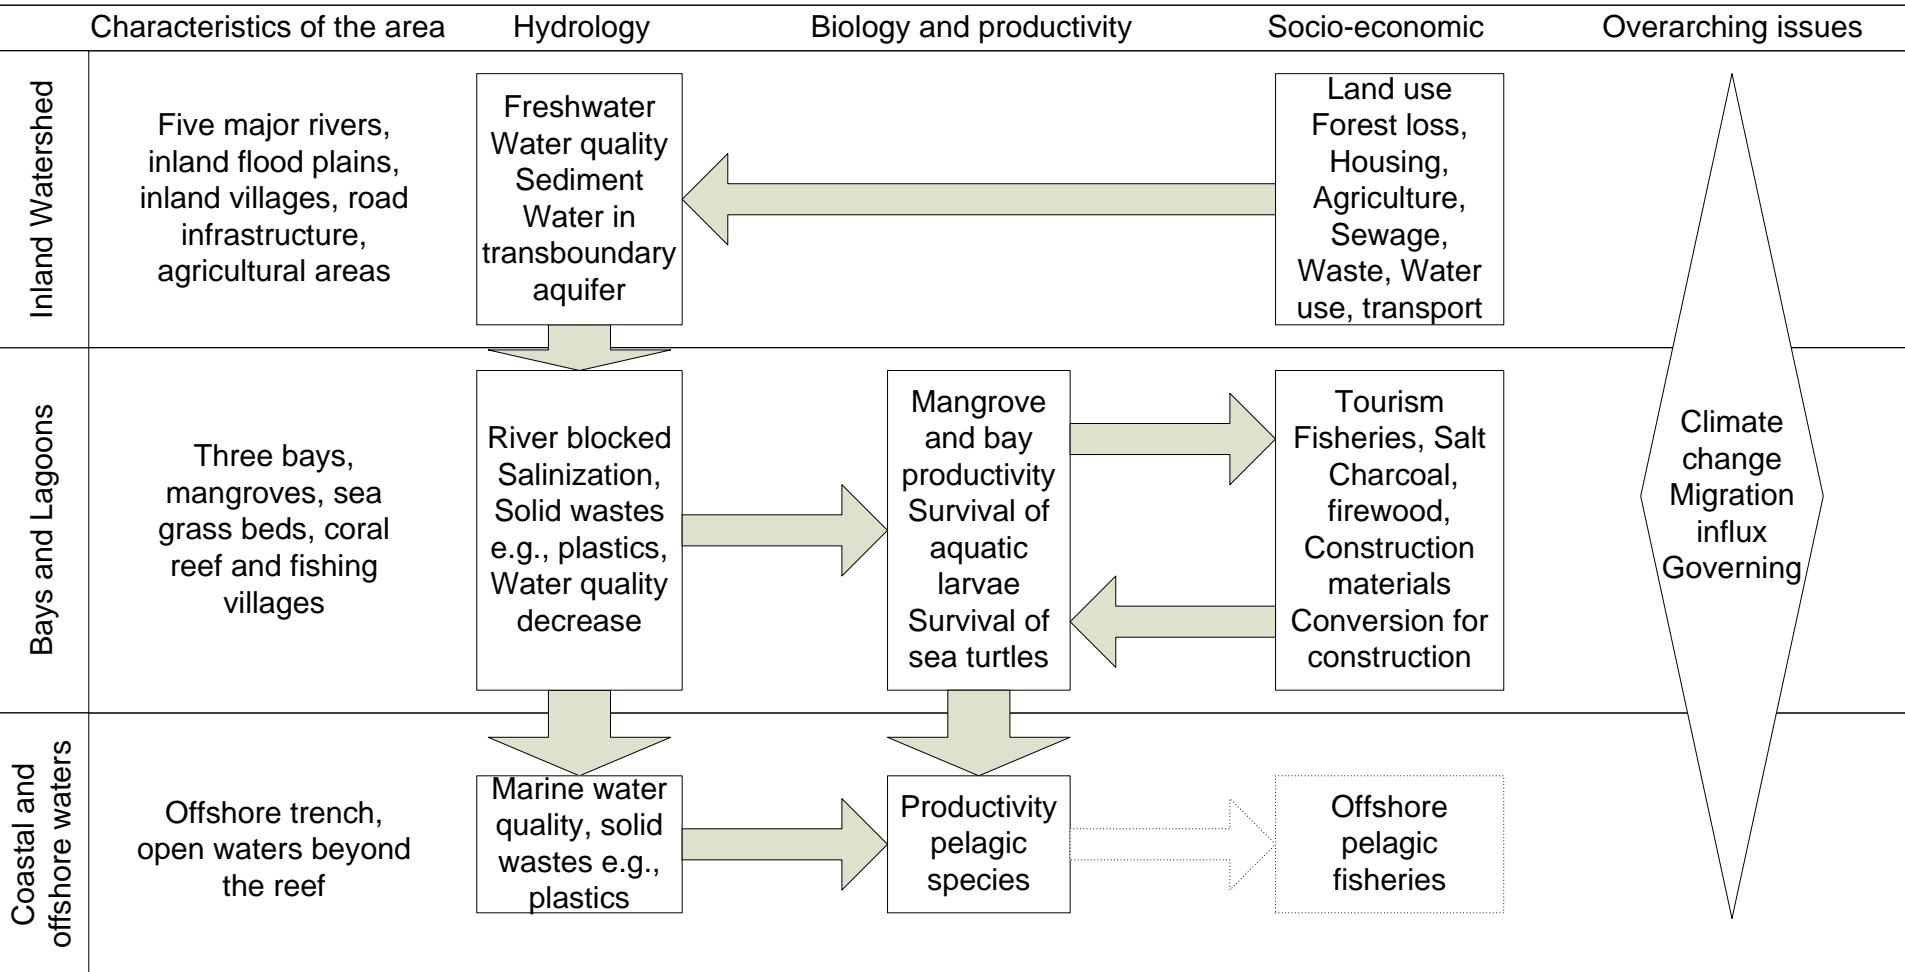 Characteristics of the area
Hydrology
Biology and productivity
Socio-economic
Overarching issues
Inland Watershed
Five major rivers,
inland flood plains,
inland villages, road
infrastructure,
agricultural areas
Freshwater
Water quality
Sediment
Water in
transboundary
aquifer
Land use
Forest loss,
Housing,
Agriculture,
Sewage,
Waste, Water
use, transport
Bays and Lagoons
Three bays,
mangroves, sea
grass beds, coral
reef and fishing
villages
River blocked
Salinization,
Solid wastes
e.g., plastics,
Water quality
decrease
Mangrove
and bay
productivity
Survival of
aquatic
larvae
Survival of
sea turtles
Tourism
Fisheries, Salt
Charcoal,
firewood,
Construction
materials
Conversion for
construction
Climate
change
Migration
influx
Governing
Coastal and
offshore waters
Offshore trench,
open waters beyond
the reef
Marine water
quality, solid
wastes e.g.,
plastics
Productivity
pelagic
species
Offshore
pelagic
fisheries